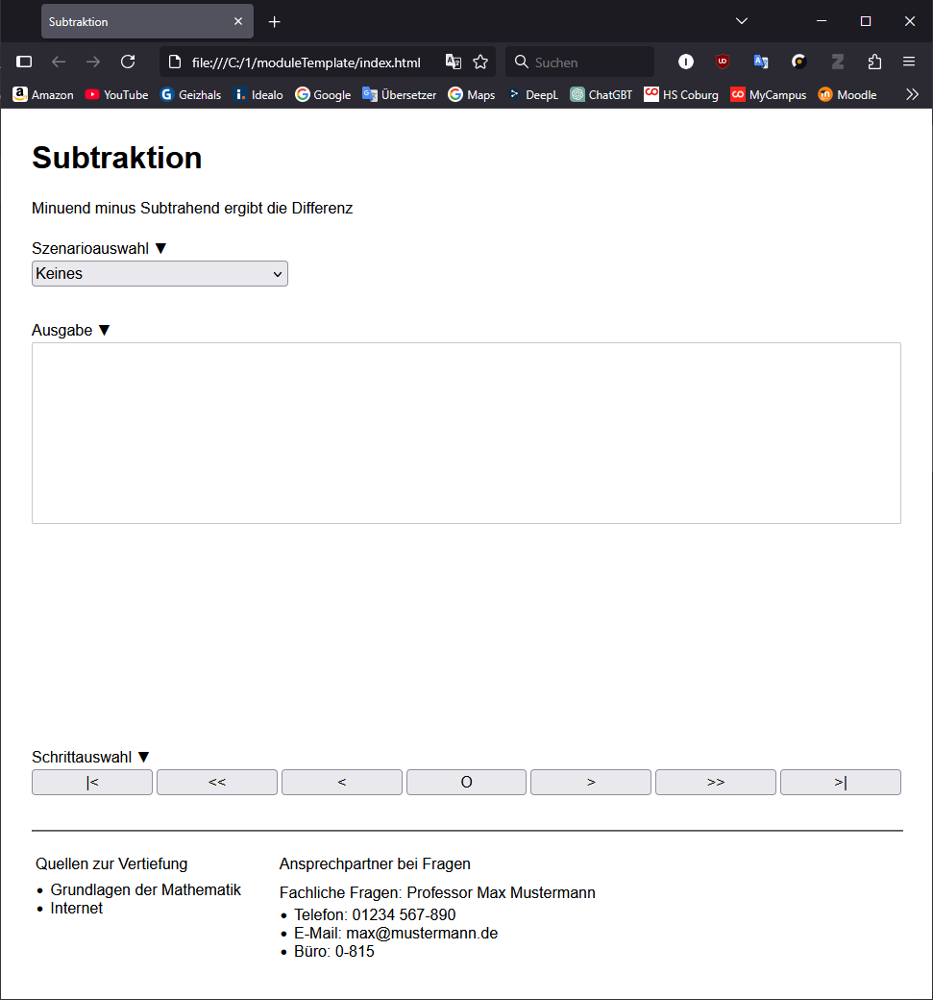 Subtraktion
file:///C:/1/moduleTemplate/index.html
Suchen
Amazon YouTube Geizhals Idealo Google Übersetzer Maps DeepL ChatGBT HS Coburg MyCampus Moodle
Subtraktion
Minuend minus Subtrahend ergibt die Differenz
Szenarioauswahl ▼
Keines
Ausgabe ▼
Schrittauswahl ▼
|< << < O > >> >|
Quellen zur Vertiefung
• Grundlagen der Mathematik
• Internet
Ansprechpartner bei Fragen
Fachliche Fragen: Professor Max Mustermann
• Telefon: 01234 567-890
• E-Mail: max@mustermann.de
• Büro: 0-815